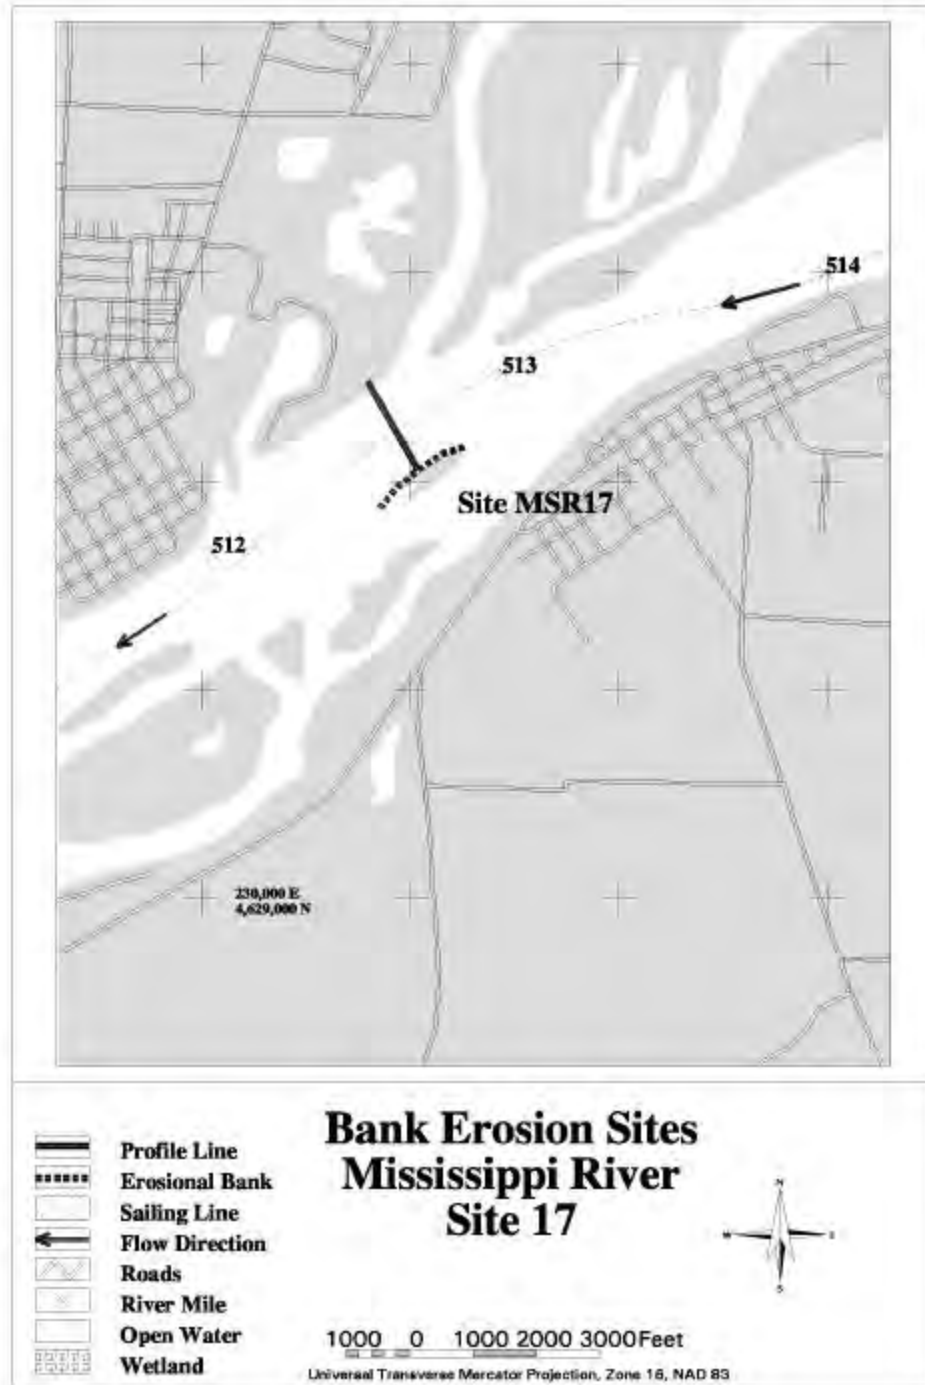 514
513
Site MSR17
512
230,000 E
4,629,000 N
Bank Erosion Sites
Mississippi River
Site 17
Profile Line
Erosional Bank
Sailing Line
Flow Direction
Roads
River Mile
Open Water
Wetland
N
W
E
S
1000 0 1000 2000 3000 Feet
Universal Transverse Mercator Projection, Zone 16, NAD 83